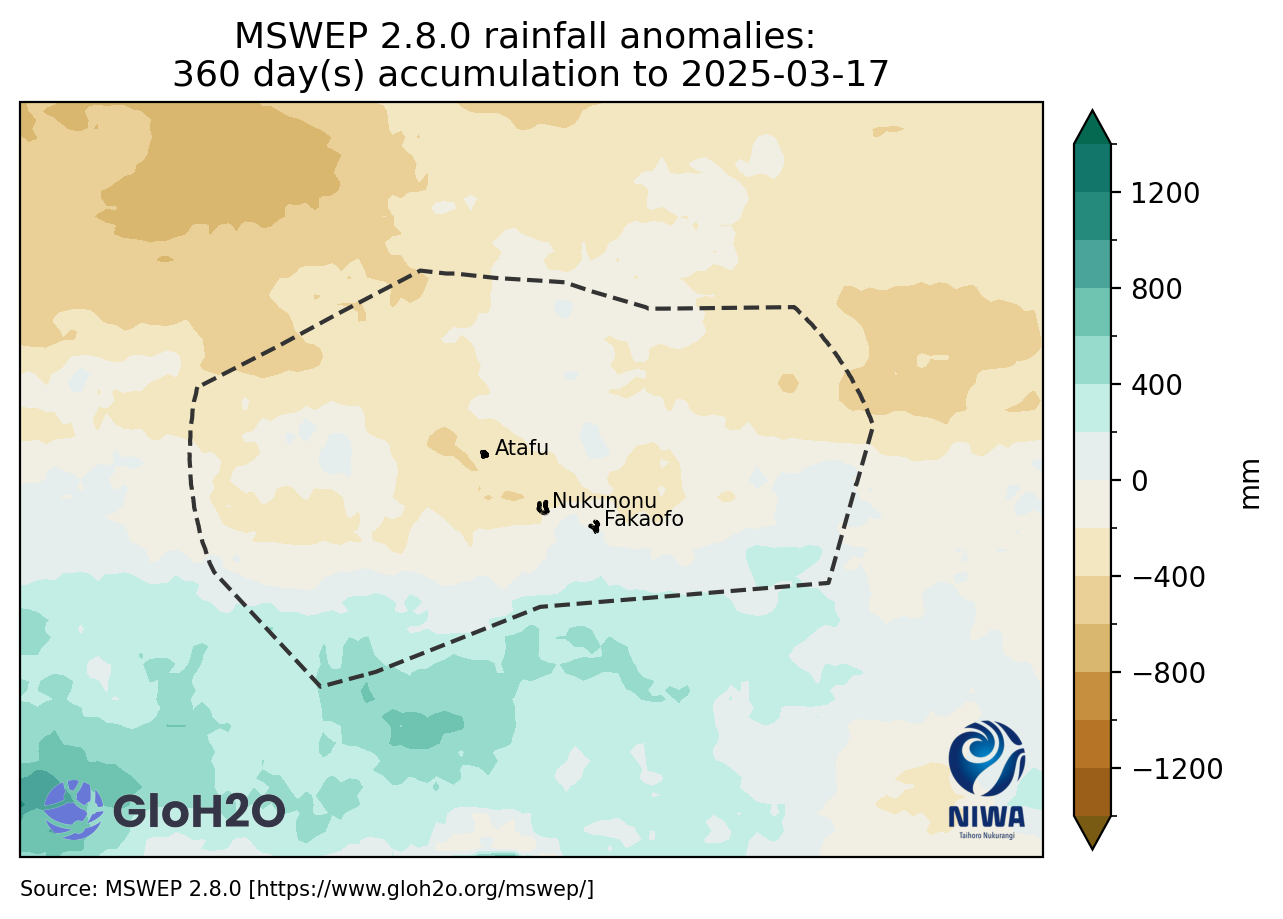 MSWEP 2.8.0 rainfall anomalies:
360 day(s) accumulation to 2025-03-17
1200
800
400
0
−400
−800
−1200
mm
Atafu
Nukunonu
Fakaofo
GloH2O
NIWA
Taihoro Nukurangi
Source: MSWEP 2.8.0 [https://www.gloh2o.org/mswep/]